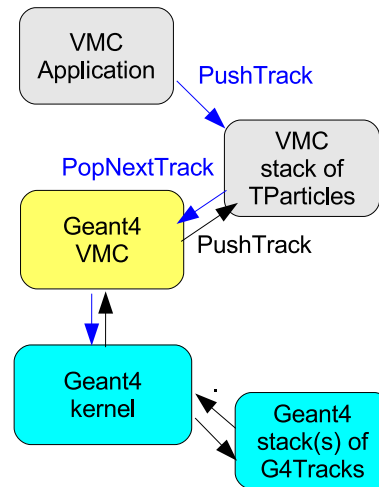 VMC
Application
PushTrack
VMC
stack of
TParticles
PopNextTrack
Geant4
VMC
PushTrack
Geant4
kernel
Geant4
stack(s) of
G4Tracks